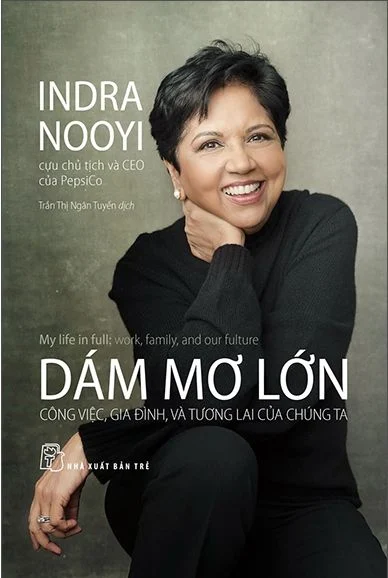 INDRA
NOOYI
cựu chủ tịch và CEO
của PepsiCo
Trần Thị Ngân Tuyến dịch
My life in full: work, family, and our fulture
DÁM MƠ LỚN
CÔNG VIỆC, GIA ĐÌNH, VÀ TƯƠNG LAI CỦA CHÚNG TA
NHÀ XUẤT BẢN TRẺ